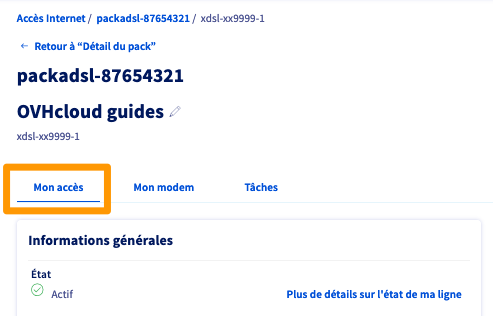 Accès Internet / packadsl-87654321 / xdsl-xx9999-1
← Retour à “Détail du pack”
packadsl-87654321
OVHcloud guides
xdsl-xx9999-1
Mon accès Mon modem Tâches
Informations générales
État
Actif Plus de détails sur l'état de ma ligne